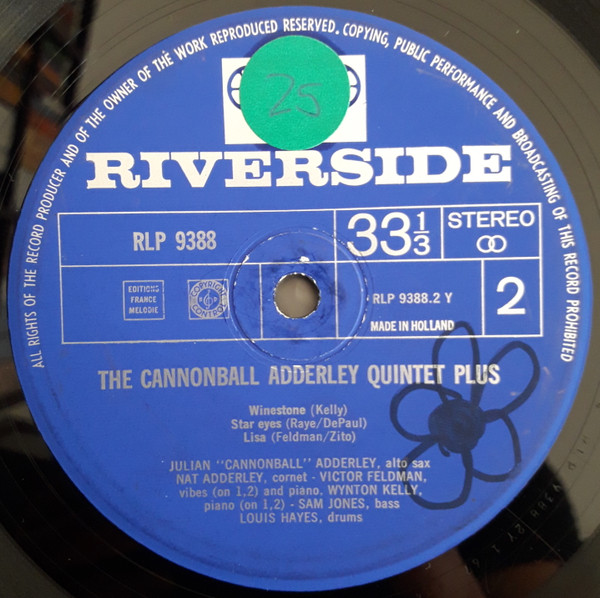 ALL RIGHTS OF THE RECORD PRODUCER AND OF THE OWNER OF THE WORK REPRODUCED RESERVED. COPYING, PUBLIC PERFORMANCE AND BROADCASTING OF THIS RECORD PROHIBITED
25
RIVERSIDE
RLP 9388
33 1/3
STEREO
EDITIONS
FRANCE
MELODIE
COPYRIGHT
CONTROL
RLP 9388.2 Y
MADE IN HOLLAND
2
THE CANNONBALL ADDERLEY QUINTET PLUS
Winestone (Kelly)
Star eyes (Raye/DePaul)
Lisa (Feldman/Zito)
JULIAN "CANNONBALL" ADDERLEY, alto sax
NAT ADDERLEY, cornet - VICTOR FELDMAN,
vibes (on 1,2) and piano. WYNTON KELLY,
piano (on 1,2) - SAM JONES, bass
LOUIS HAYES, drums